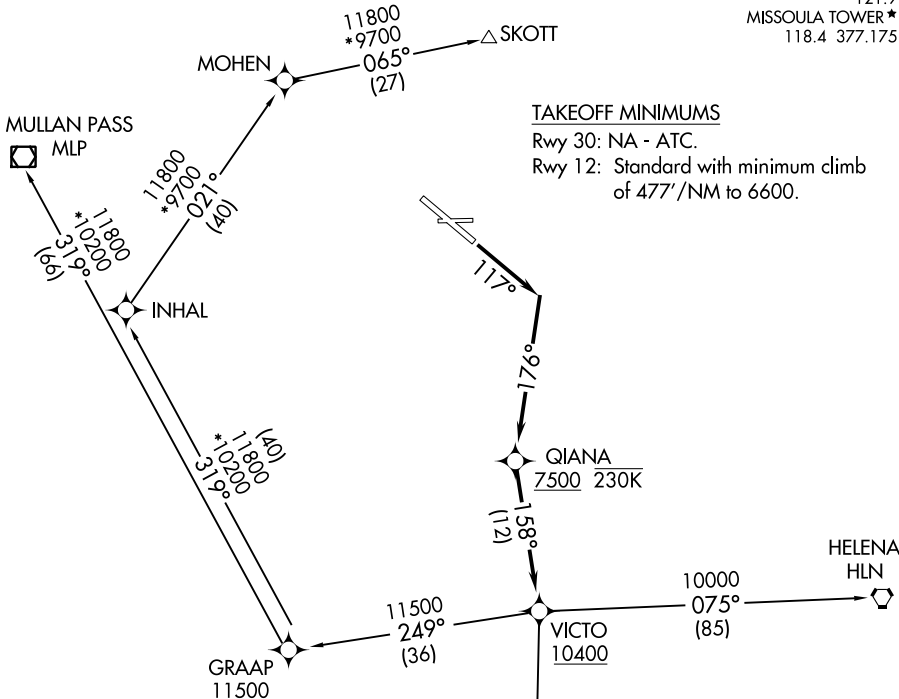 121.9
MISSOULA TOWER★
118.4 377.175
11800
*9700
065°
(27)
SKOTT
MOHEN
MULLAN PASS
MLP
TAKEOFF MINIMUMS
Rwy 30: NA - ATC.
Rwy 12: Standard with minimum climb
of 477'/NM to 6600.
11800
*9700
021°
(40)
11800
*10200
319°
(66)
117°
INHAL
176°
(40)
11800
*10200
319°
QIANA
7500 230K
158°
(12)
HELENA
HLN
10000
075°
(85)
11500
249°
(36)
VICTO
10400
GRAAP
11500